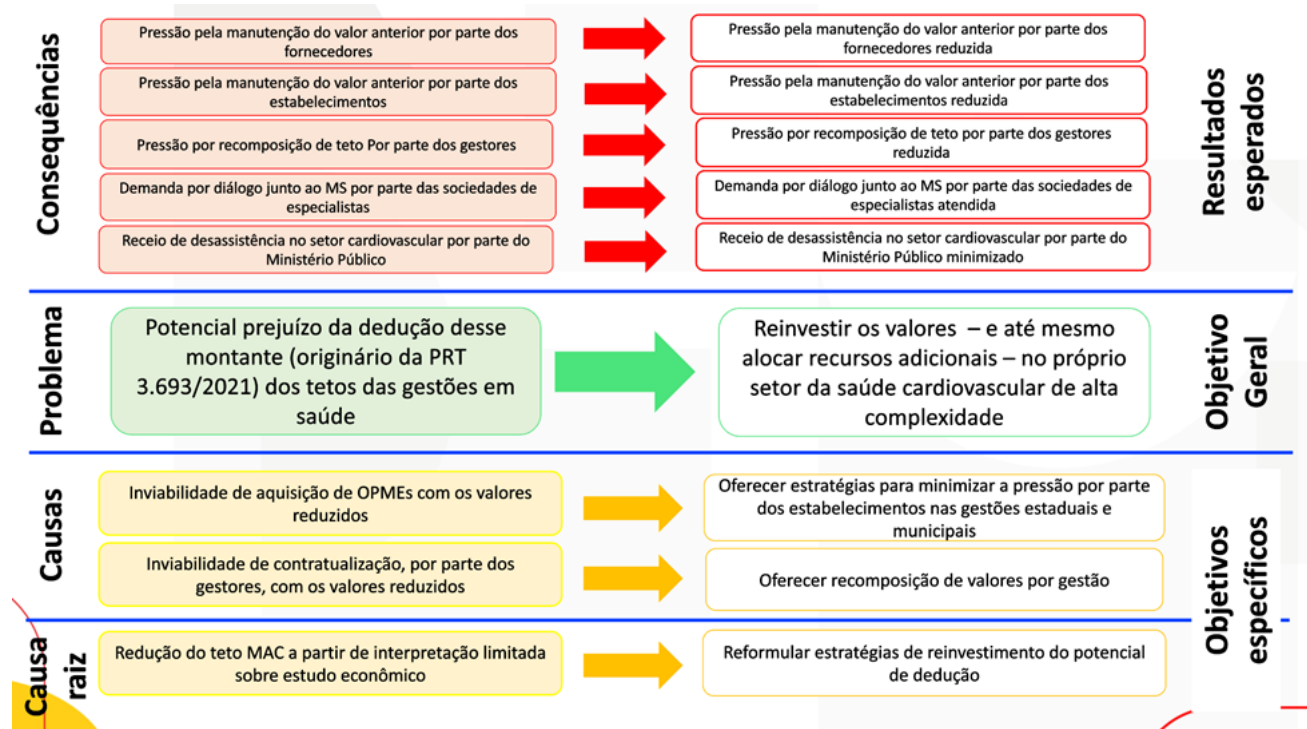 Consequências
Pressão pela manutenção do valor anterior por parte dos
fornecedores
Pressão pela manutenção do valor anterior por parte dos
fornecedores reduzida
Pressão pela manutenção do valor anterior por parte dos
estabelecimentos
Pressão pela manutenção do valor anterior por parte dos
estabelecimentos reduzida
Pressão por recomposição de teto Por parte dos gestores
Pressão por recomposição de teto por parte dos gestores
reduzida
Demanda por diálogo junto ao MS por parte das sociedades de
especialistas
Demanda por diálogo junto ao MS por parte das sociedades de
especialistas atendida
Receio de desassistência no setor cardiovascular por parte do
Ministério Público
Receio de desassistência no setor cardiovascular por parte do
Ministério Público minimizado
Resultados
esperados
Problema
Potencial prejuízo da dedução desse
montante (originário da PRT
3.693/2021) dos tetos das gestões em
saúde
Reinvestir os valores – e até mesmo
alocar recursos adicionais – no próprio
setor da saúde cardiovascular de alta
complexidade
Objetivo
Geral
Causas
Inviabilidade de aquisição de OPMEs com os valores
reduzidos
Oferecer estratégias para minimizar a pressão por parte
dos estabelecimentos nas gestões estaduais e
municipais
Inviabilidade de contratualização, por parte dos
gestores, com os valores reduzidos
Oferecer recomposição de valores por gestão
Causa
raiz
Redução do teto MAC a partir de interpretação limitada
sobre estudo econômico
Reformular estratégias de reinvestimento do potencial
de dedução
Objetivos
específicos